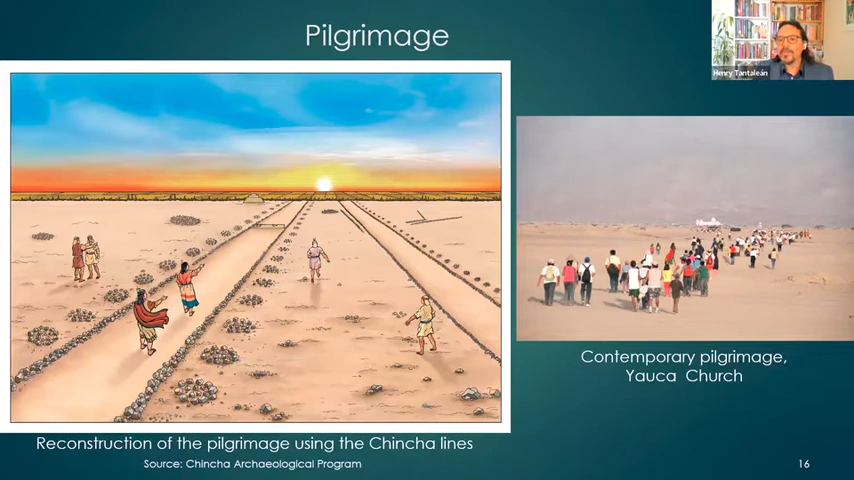 Pilgrimage
Henry Tantaleán
Contemporary pilgrimage,
Yauca Church
Reconstruction of the pilgrimage using the Chincha lines
Source: Chincha Archaeological Program
16